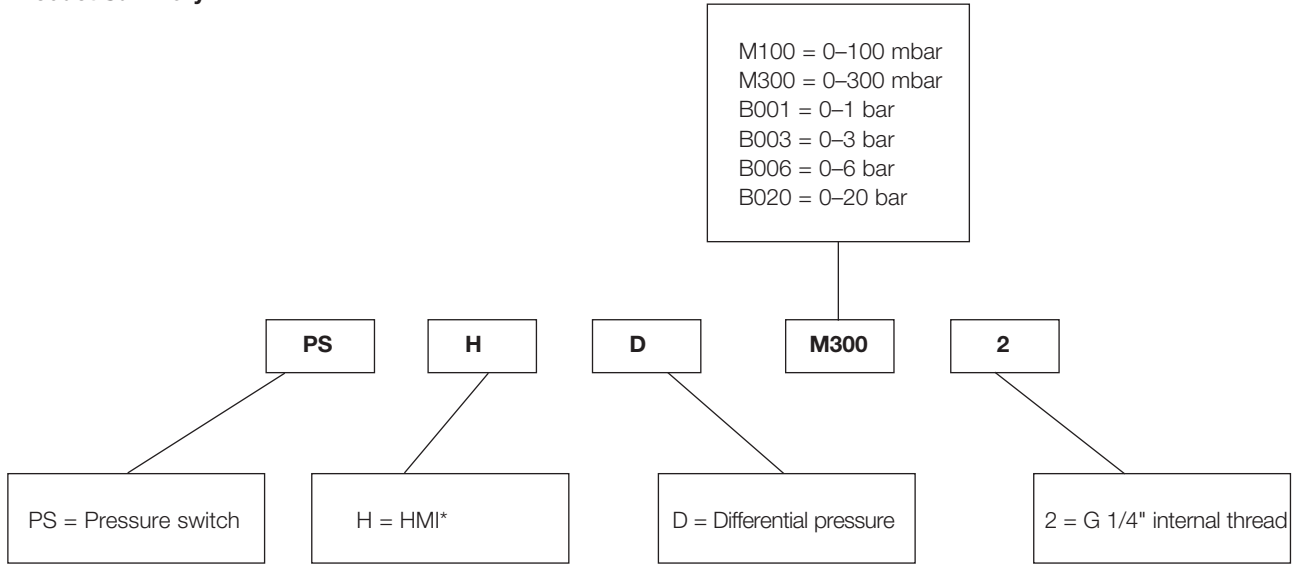 M100 = 0–100 mbar
M300 = 0–300 mbar
B001 = 0–1 bar
B003 = 0–3 bar
B006 = 0–6 bar
B020 = 0–20 bar
PS H D M300 2
PS = Pressure switch
H = HMI*
D = Differential pressure
2 = G 1/4" internal thread